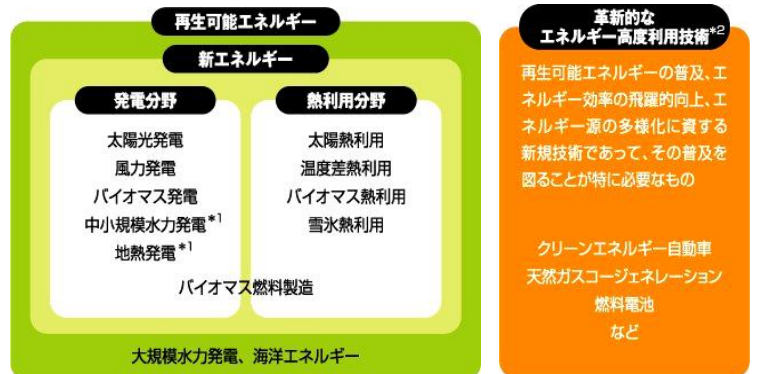 再生可能エネルギー
新エネルギー
発電分野
太陽光発電
風力発電
バイオマス発電
中小規模水力発電*1
地熱発電*1
熱利用分野
太陽熱利用
温度差熱利用
バイオマス熱利用
雪氷熱利用
バイオマス燃料製造
大規模水力発電、海洋エネルギー
革新的な
エネルギー高度利用技術*2
再生可能エネルギーの普及、エ
ネルギー効率の飛躍的向上、エ
ネルギー源の多様化に資する
新規技術であって、その普及を
図ることが特に必要なもの
クリーンエネルギー自動車
天然ガスコージェネレーション
燃料電池
など